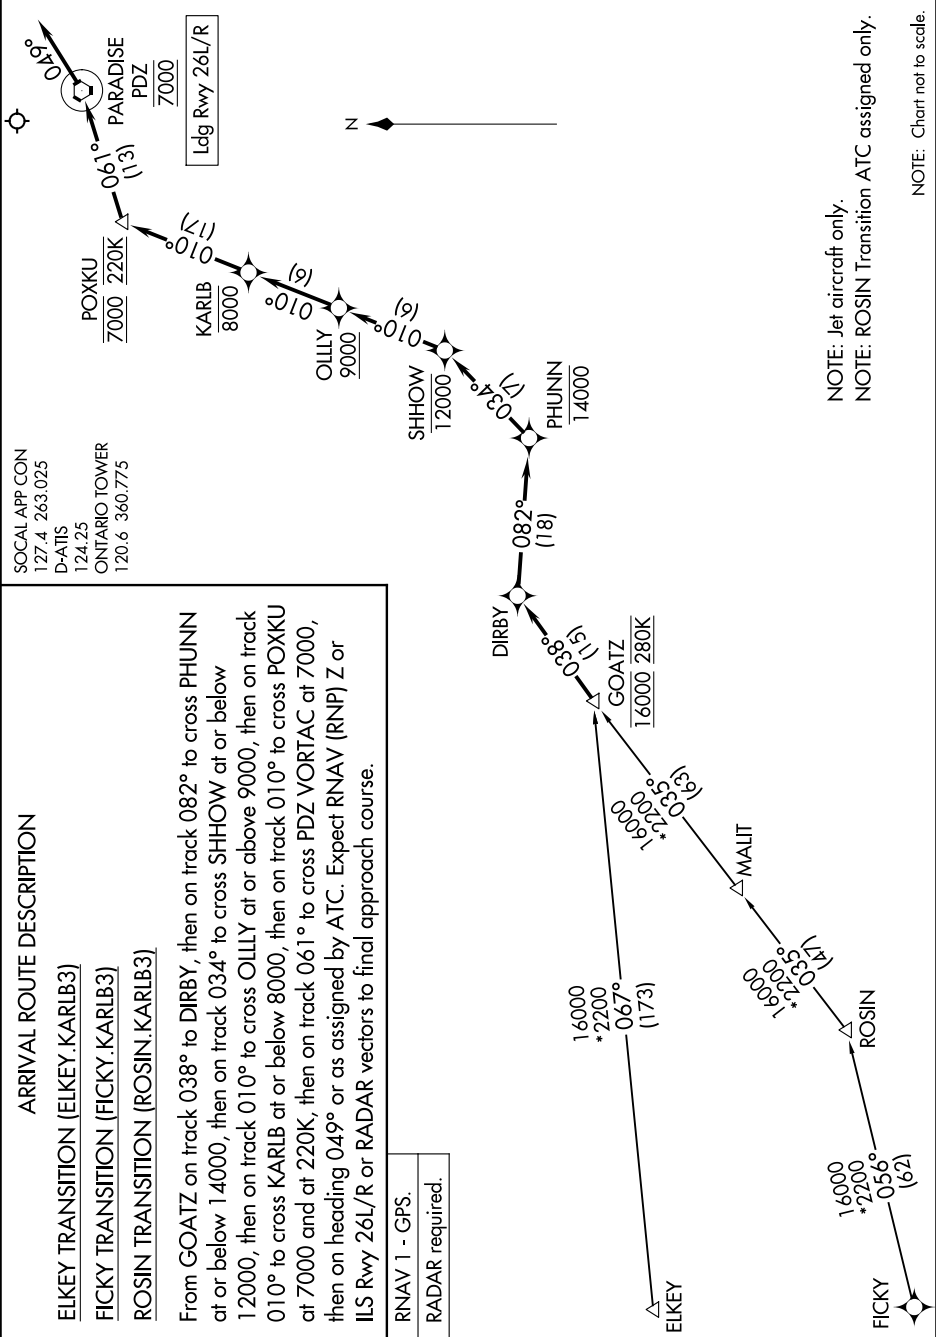 ARRIVAL ROUTE DESCRIPTION
ELKEY TRANSITION (ELKEY.KARLB3)
FICKY TRANSITION (FICKY.KARLB3)
ROSIN TRANSITION (ROSIN.KARLB3)
From GOATZ on track 038° to DIRBY, then on track 082° to cross PHUNN
at or below 14000, then on track 034° to cross SHHOW at or below
12000, then on track 010° to cross OLLLY at or above 9000, then on track
010° to cross KARLB at or below 8000, then on track 010° to cross POXKU
at 7000 and at 220K, then on track 061° to cross PDZ VORTAC at 7000,
then on heading 049° or as assigned by ATC. Expect RNAV (RNP) Z or
ILS Rwy 26L/R or RADAR vectors to final approach course.
RNAV 1 - GPS.
RADAR required.
SOCAL APP CON
127.4 263.025
D-ATIS
124.25
ONTARIO TOWER
120.6 360.775
049°
PARADISE
PDZ
7000
Ldg Rwy 26L/R
061°
(13)
POXKU
7000 220K
010°
(17)
KARLB
8000
010°
(6)
OLLLY
9000
010°
(6)
SHHOW
12000
034°
(7)
PHUNN
14000
082°
(18)
DIRBY
038°
(15)
GOATZ
16000 280K
16000
*2200
035°
(63)
MALIT
16000
*2200
035°
(47)
ROSIN
16000
*2200
067°
(173)
ELKEY
16000
*2200
056°
(62)
FICKY
N
NOTE: Jet aircraft only.
NOTE: ROSIN Transition ATC assigned only.
NOTE: Chart not to scale.